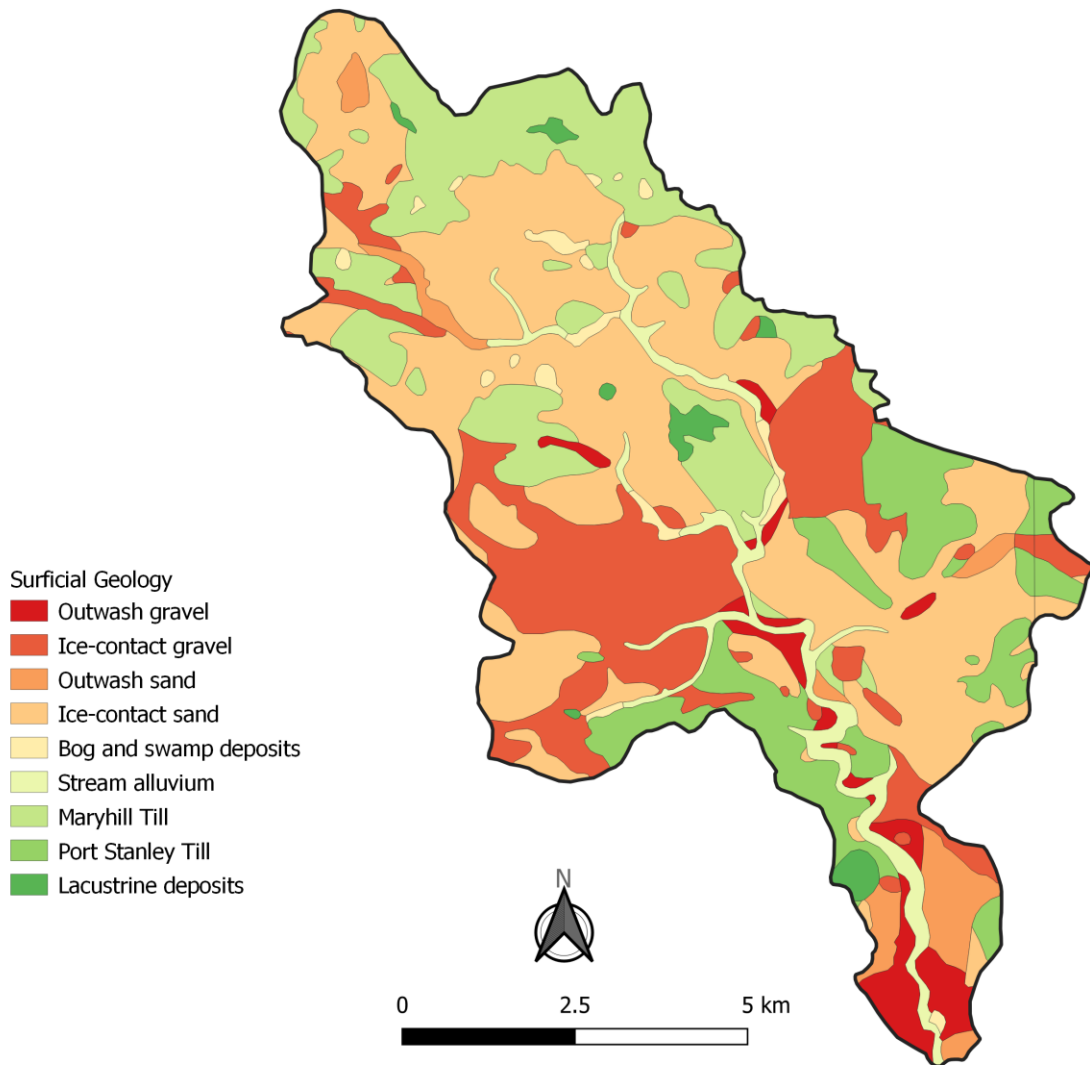 Surficial Geology
Outwash gravel
Ice-contact gravel
Outwash sand
Ice-contact sand
Bog and swamp deposits
Stream alluvium
Maryhill Till
Port Stanley Till
Lacustrine deposits
N
0 2.5 5 km